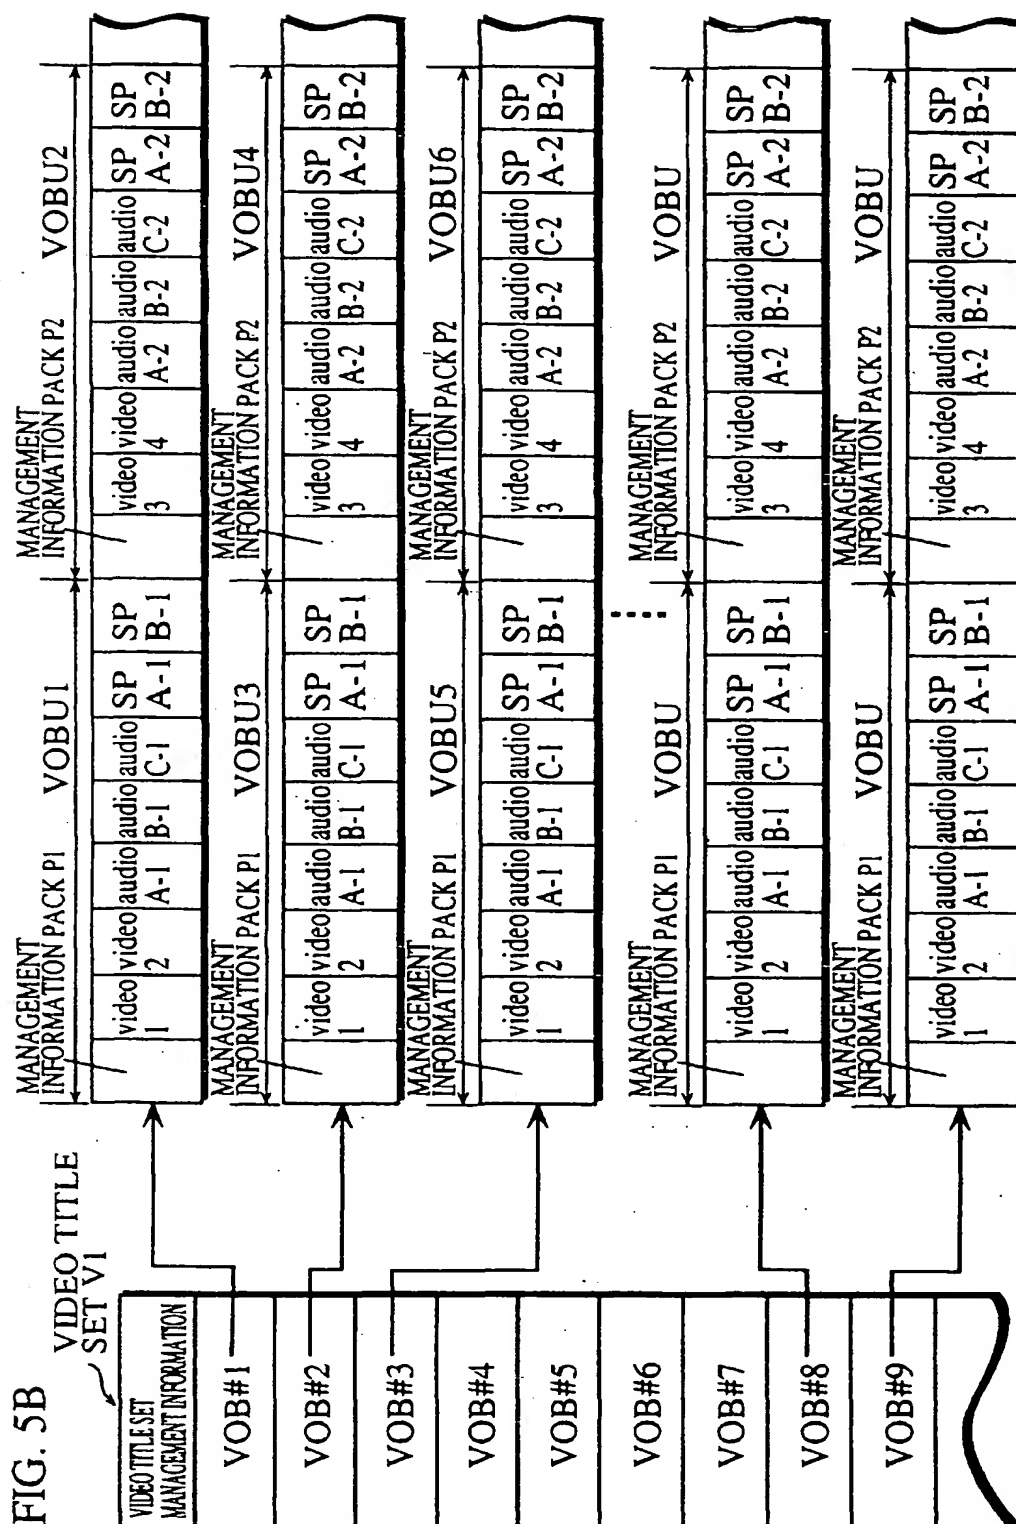 FIG. 5B
VIDEO TITLE
SET V1
VIDEO TITLE SET
MANAGEMENT INFORMATION
VOB#1
VOB#2
VOB#3
VOB#4
VOB#5
VOB#6
VOB#7
VOB#8
VOB#9
MANAGEMENT
INFORMATION PACK P1
VOBU1
MANAGEMENT
INFORMATION PACK P2
VOBU2
video video audio audio audio SP SP video video audio audio audio SP SP
1 2 A-1 B-1 C-1 A-1 B-1 3 4 A-2 B-2 C-2 A-2 B-2
MANAGEMENT
INFORMATION PACK P1
VOBU3
MANAGEMENT
INFORMATION PACK P2
VOBU4
video video audio audio audio SP SP video video audio audio audio SP SP
1 2 A-1 B-1 C-1 A-1 B-1 3 4 A-2 B-2 C-2 A-2 B-2
MANAGEMENT
INFORMATION PACK P1
VOBU5
MANAGEMENT
INFORMATION PACK P2
VOBU6
video video audio audio audio SP SP video video audio audio audio SP SP
1 2 A-1 B-1 C-1 A-1 B-1 3 4 A-2 B-2 C-2 A-2 B-2
MANAGEMENT
INFORMATION PACK P1
VOBU
MANAGEMENT
INFORMATION PACK P2
VOBU
video video audio audio audio SP SP video video audio audio audio SP SP
1 2 A-1 B-1 C-1 A-1 B-1 3 4 A-2 B-2 C-2 A-2 B-2
MANAGEMENT
INFORMATION PACK P1
VOBU
MANAGEMENT
INFORMATION PACK P2
VOBU
video video audio audio audio SP SP video video audio audio audio SP SP
1 2 A-1 B-1 C-1 A-1 B-1 3 4 A-2 B-2 C-2 A-2 B-2